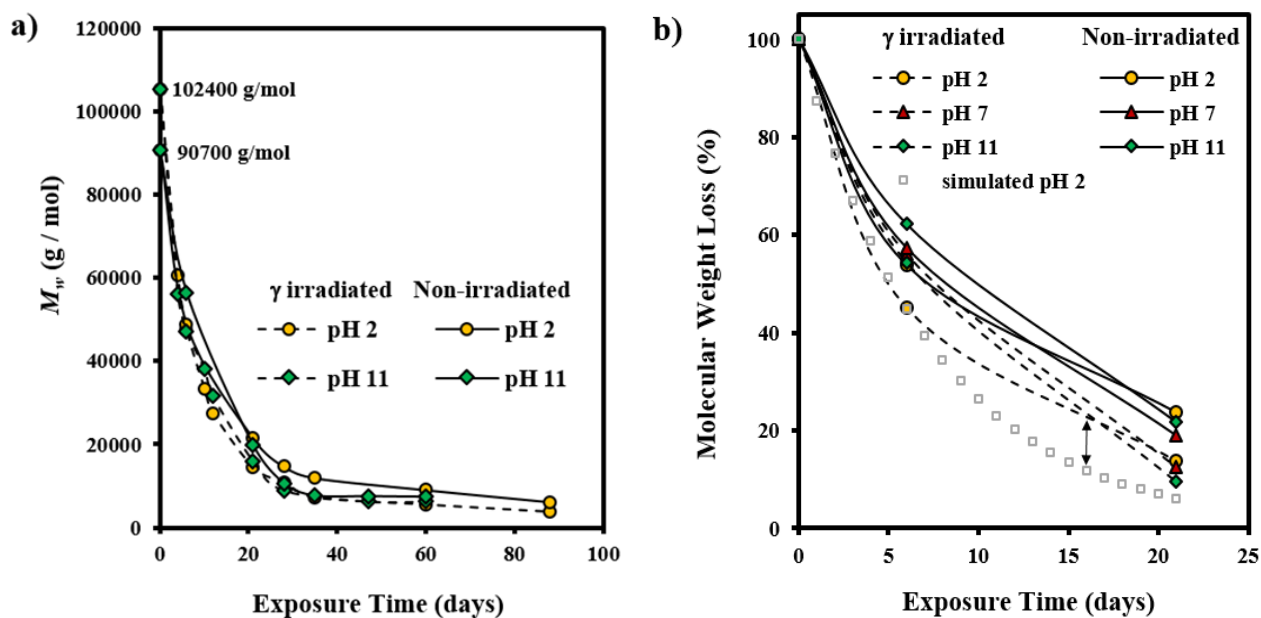 a)
120000
100000
80000
60000
40000
20000
0
Mw (g / mol)
102400 g/mol
90700 g/mol
γ irradiated Non-irradiated
pH 2 pH 2
pH 11 pH 11
0 20 40 60 80 100
Exposure Time (days)
b)
100
80
60
40
20
0
Molecular Weight Loss (%)
γ irradiated Non-irradiated
pH 2 pH 2
pH 7 pH 7
pH 11 pH 11
simulated pH 2
0 5 10 15 20 25
Exposure Time (days)